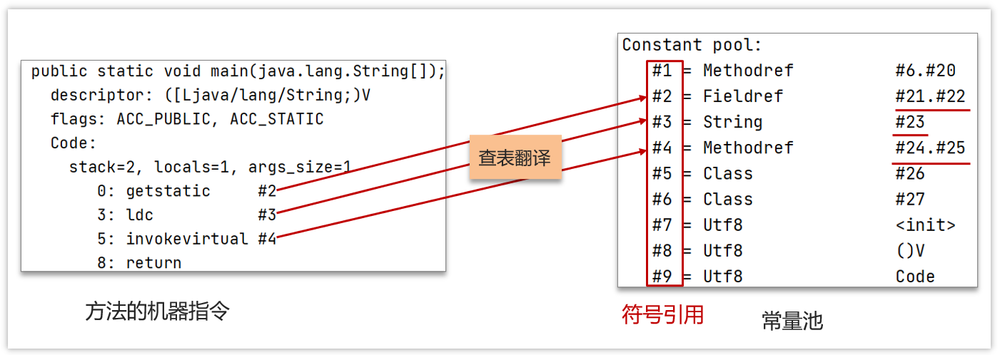 public static void main(java.lang.String[]);
descriptor: ([Ljava/lang/String;)V
flags: ACC_PUBLIC, ACC_STATIC
Code:
stack=2, locals=1, args_size=1
0: getstatic #2
3: ldc #3
5: invokevirtual #4
8: return
方法的机器指令
查表翻译
Constant pool:
#1 = Methodref #6.#20
#2 = Fieldref #21.#22
#3 = String #23
#4 = Methodref #24.#25
#5 = Class #26
#6 = Class #27
#7 = Utf8 <init>
#8 = Utf8 ()V
#9 = Utf8 Code
符号引用
常量池